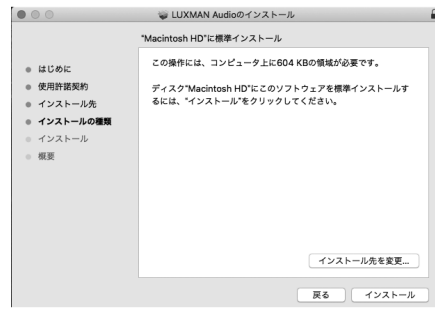 LUXMAN Audioのインストール
"Macintosh HD"に標準インストール
はじめに
使用許諾契約
インストール先
インストールの種類
インストール
概要
この操作には、コンピュータ上に604 KBの領域が必要です。
ディスク"Macintosh HD"にこのソフトウェアを標準インストールす
るには、"インストール"をクリックしてください。
インストール先を変更...
戻る
インストール